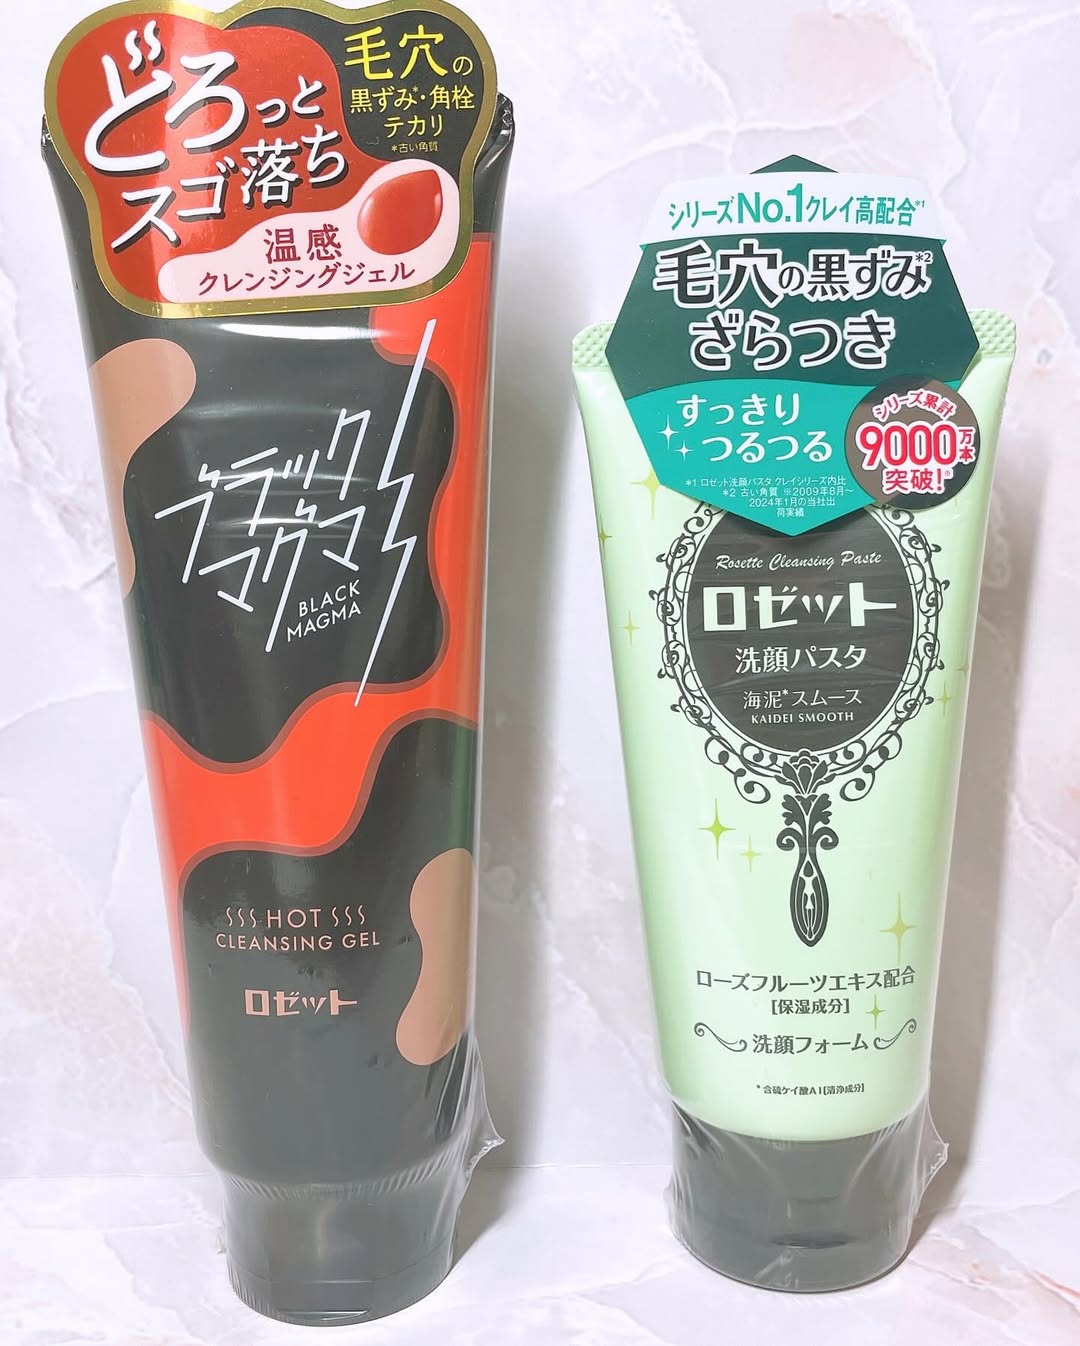 どろっと
スゴ落ち
毛穴の
黒ずみ*・角栓
テカリ
*古い角質
温感
クレンジングジェル
ブラック
マグマ
BLACK
MAGMA
HOT
CLEANSING GEL
ロゼット
シリーズNo.1クレイ高配合*1
毛穴の黒ずみ*2
ざらつき
すっきり
つるつる
シリーズ累計
9000万本
突破!※
*1 ロゼット洗顔パスタ クレイシリーズ内比
*2 古い角質 ※2009年8月~
2024年1月の当社出
荷実績
Rosette Cleansing Paste
ロゼット
洗顔パスタ
海泥*スムース
KAIDEI SMOOTH
ローズフルーツエキス配合
[保湿成分]
洗顔フォーム
*含硫ケイ酸Al[清浄成分]